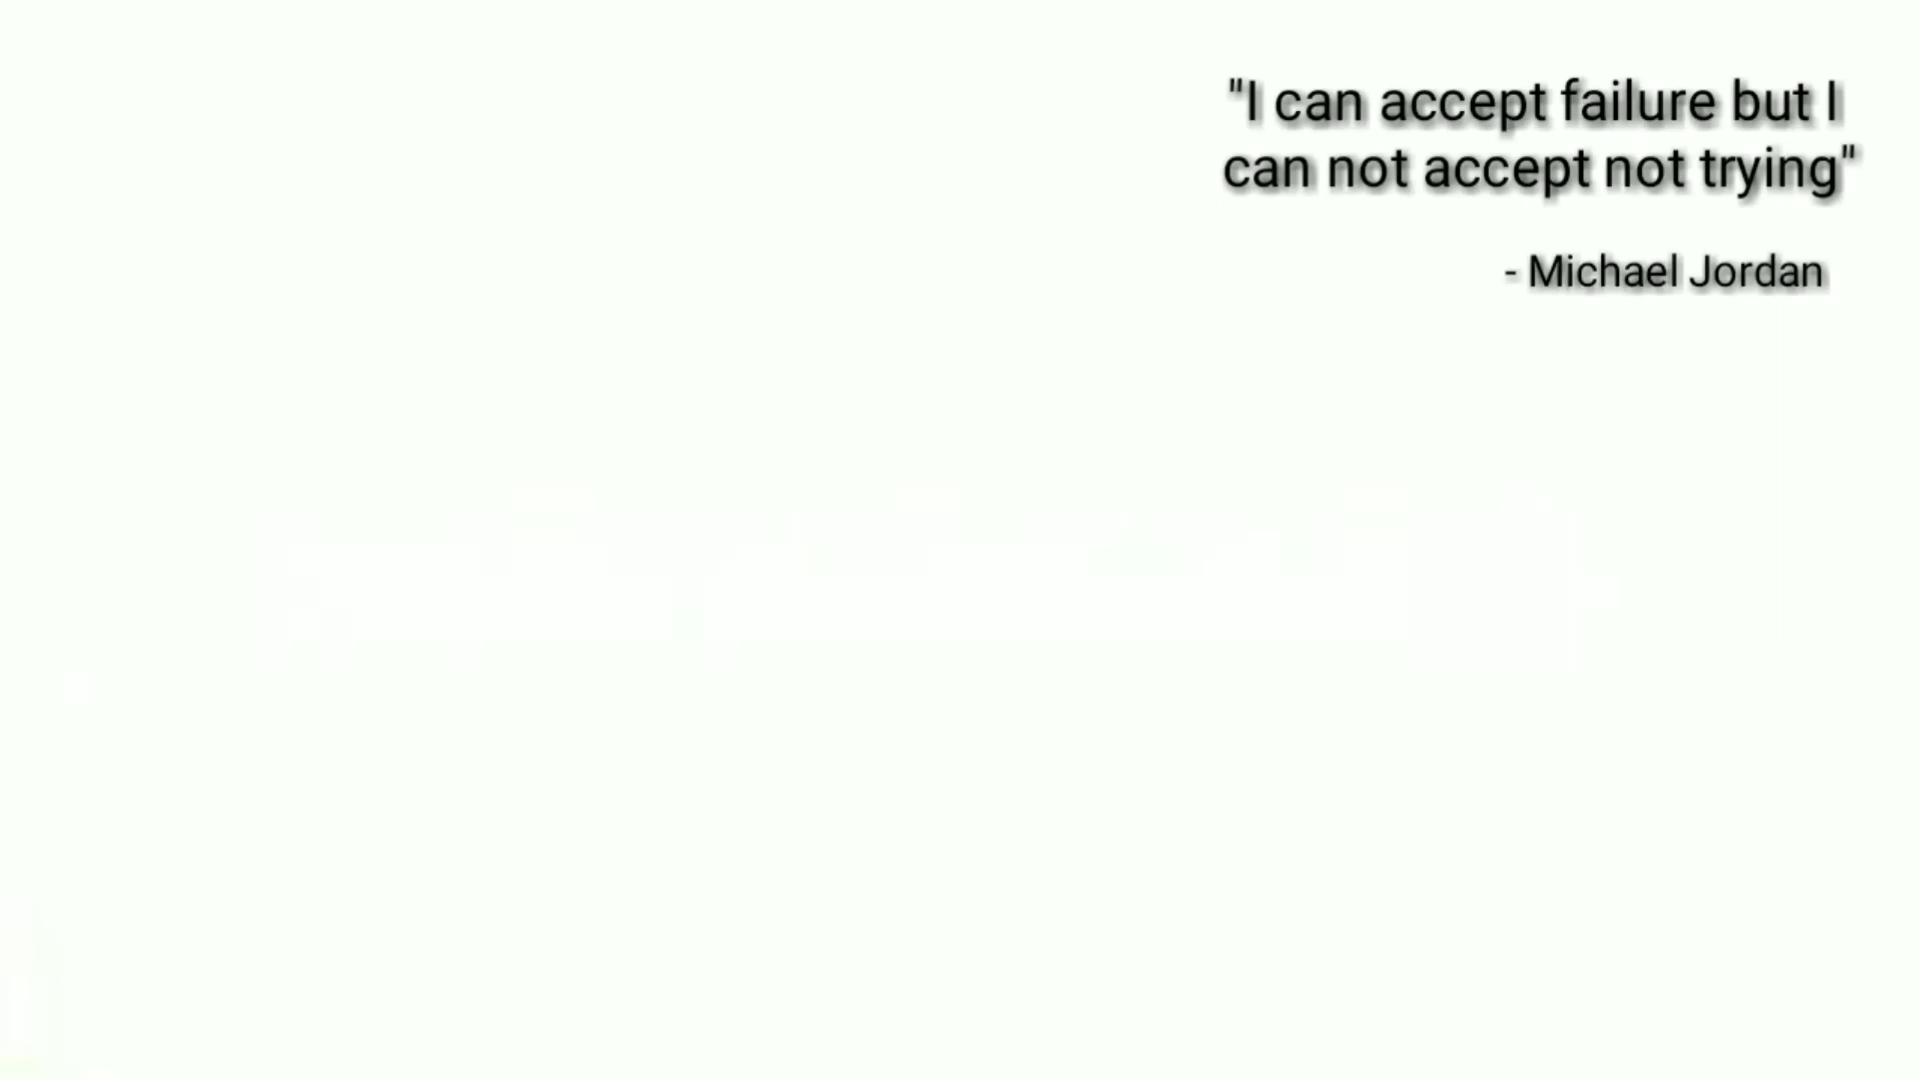 "I can accept failure but I
can not accept not trying"
- Michael Jordan